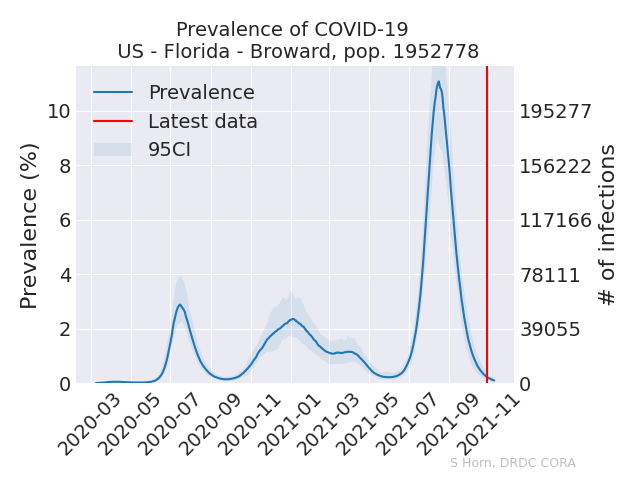 Prevalence of COVID-19
US - Florida - Broward, pop. 1952778
Prevalence
Latest data
95CI
Prevalence (%)
10
8
6
4
2
0
195277
156222
117166
78111
39055
0
# of infections
2020-03
2020-05
2020-07
2020-09
2020-11
2021-01
2021-03
2021-05
2021-07
2021-09
2021-11
S Horn, DRDC CORA